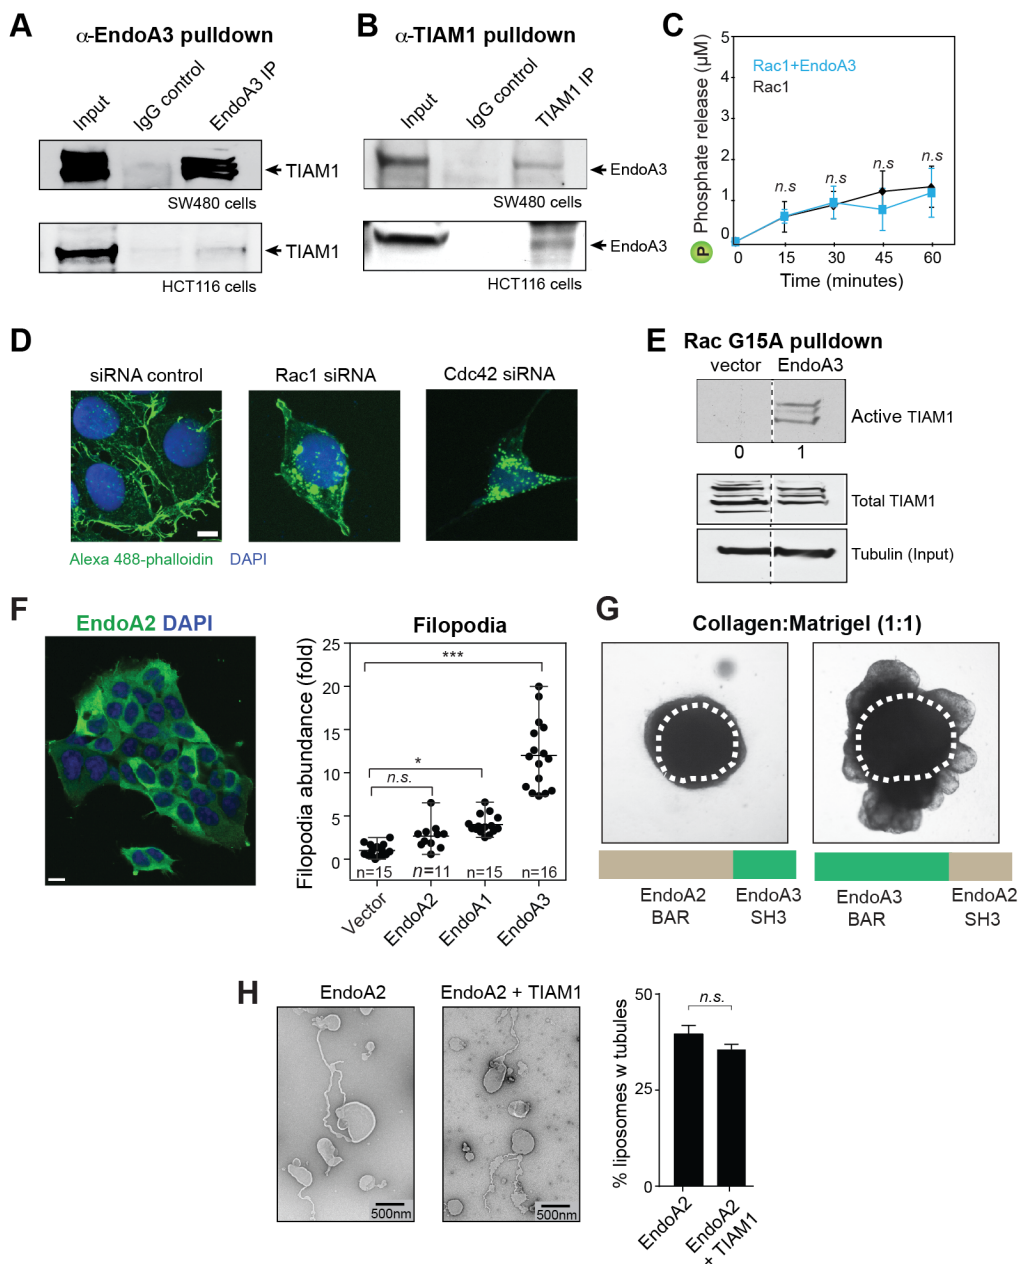 A
α-EndoA3 pulldown
Input
IgG control
EndoA3 IP
TIAM1
SW480 cells
TIAM1
HCT116 cells
B
α-TIAM1 pulldown
Input
IgG control
TIAM1 IP
EndoA3
SW480 cells
EndoA3
HCT116 cells
C
P Phosphate release (μM)
5
4
3
2
1
0
Rac1+EndoA3
Rac1
n.s
n.s
n.s
n.s
0 15 30 45 60
Time (minutes)
D
siRNA control
Rac1 siRNA
Cdc42 siRNA
Alexa 488-phalloidin DAPI
E
Rac G15A pulldown
vector EndoA3
Active TIAM1
0 1
Total TIAM1
Tubulin (Input)
F
EndoA2 DAPI
Filopodia
Filopodia abundance (fold)
25
20
15
10
5
0
***
*
n.s.
n=15 n=11 n=15 n=16
Vector
EndoA2
EndoA1
EndoA3
G
Collagen:Matrigel (1:1)
EndoA2
BAR
EndoA3
SH3
EndoA3
BAR
EndoA2
SH3
H
EndoA2
500nm
EndoA2 + TIAM1
500nm
% liposomes w tubules
50
25
0
n.s.
EndoA2
EndoA2
+ TIAM1